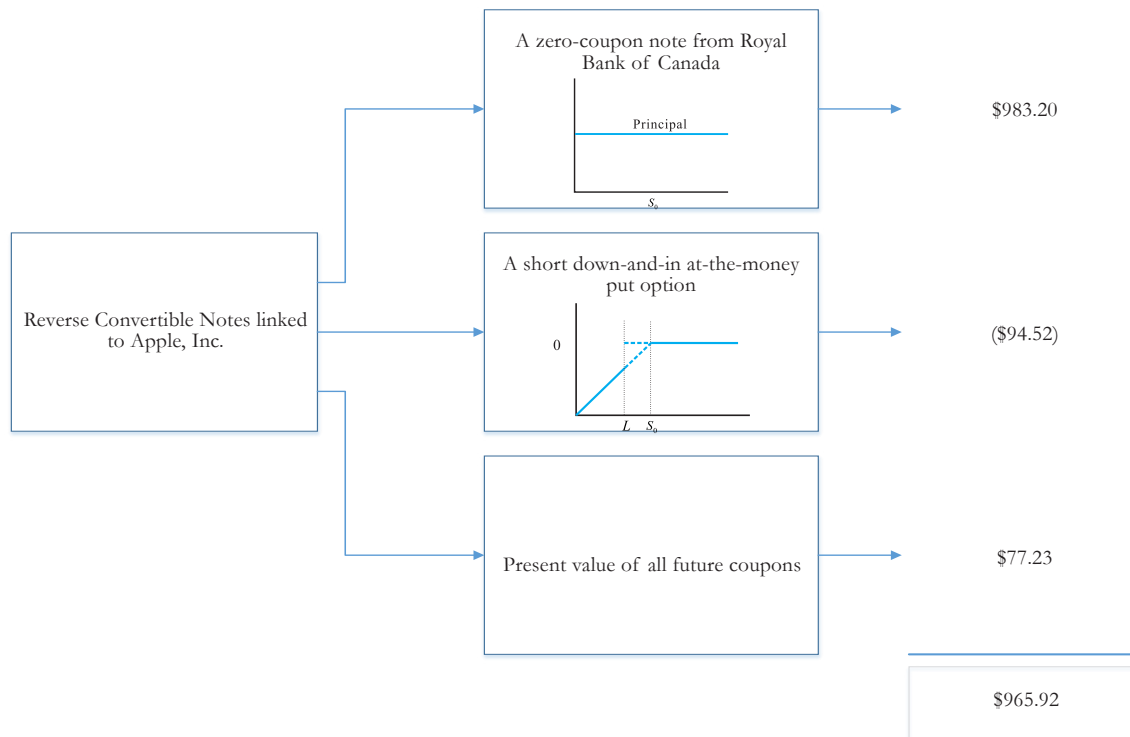 A zero-coupon note from Royal
Bank of Canada
Principal
S₀
$983.20
Reverse Convertible Notes linked
to Apple, Inc.
A short down-and-in at-the-money
put option
0
L S₀
($94.52)
Present value of all future coupons
$77.23
$965.92